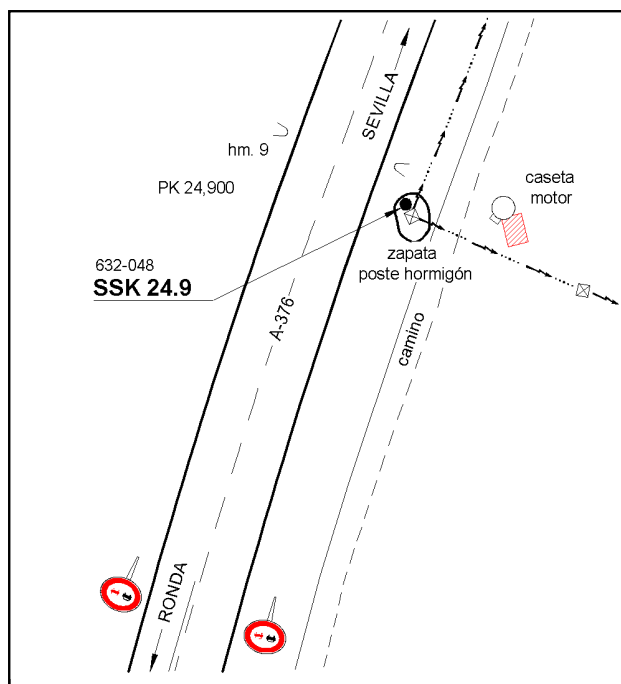 SEVILLA
hm. 9
PK 24,900
caseta
motor
zapata
poste hormigón
632-048
SSK 24.9
A-376
camino
RONDA